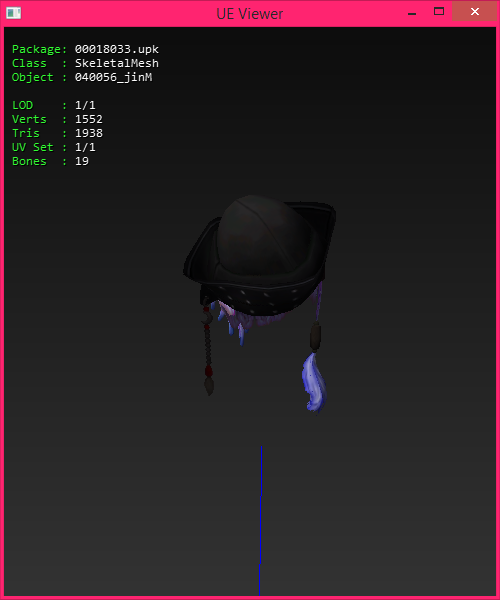 UE Viewer
Package: 00018033.upk
Class : SkeletalMesh
Object : 040056_jinM
LOD : 1/1
Verts : 1552
Tris : 1938
UV Set : 1/1
Bones : 19